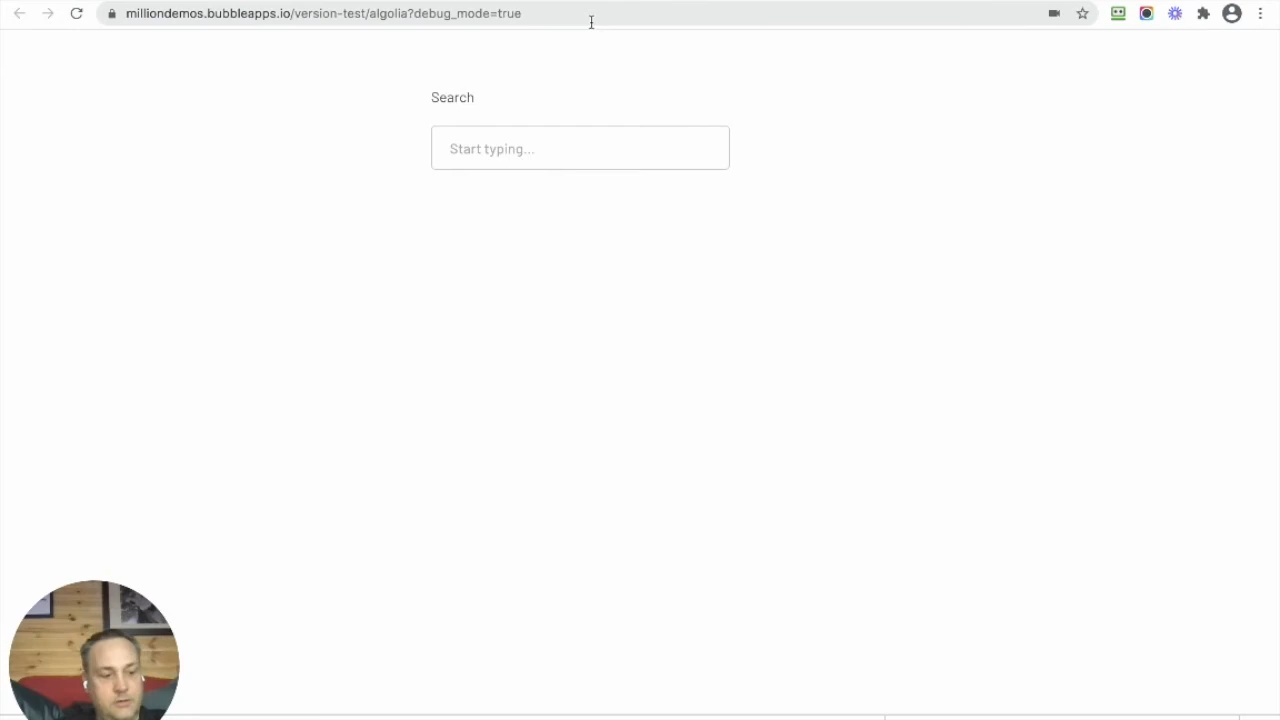 milliondemos.bubbleapps.io/version-test/algolia?debug_mode=true
Search
Start typing...